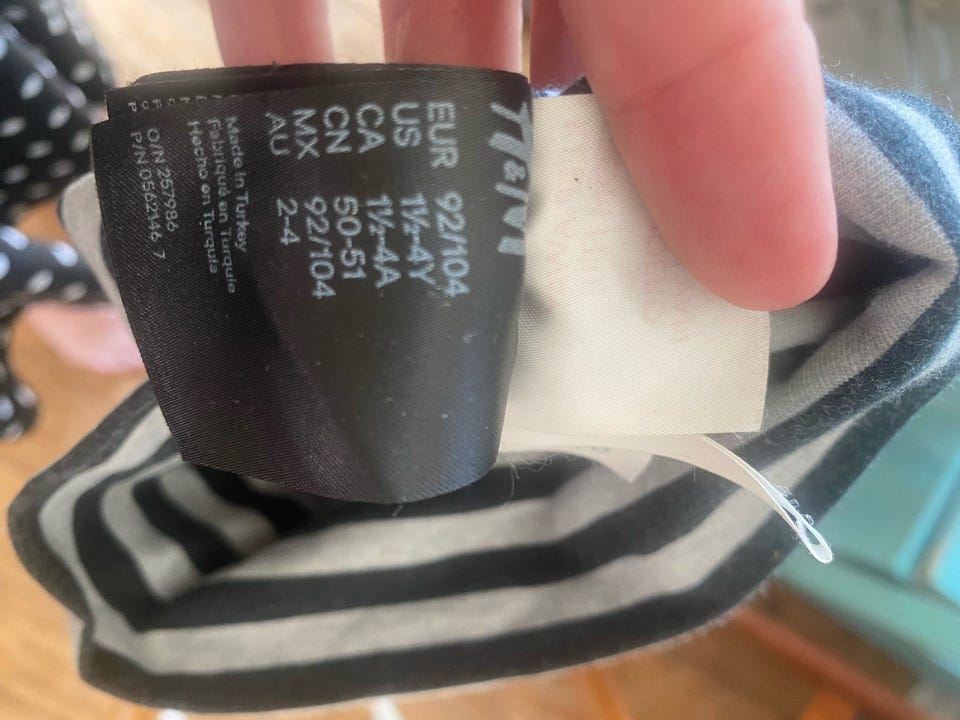 H&M
EUR 92/104
US 1½-4Y
CA 1½-4A
CN 50-51
MX 92/104
AU 2-4
Made in Turkey
Fabriqué en Turquie
Hecho en Turquía
O/N 257986
P/N 0562146 7